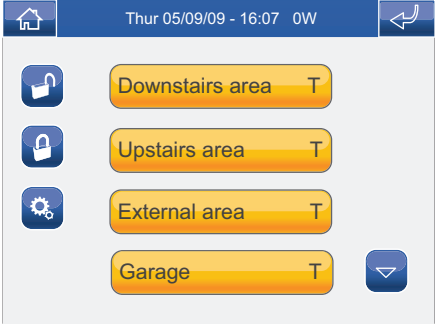 Thur 05/09/09 - 16:07 0W
Downstairs area T
Upstairs area T
External area T
Garage T